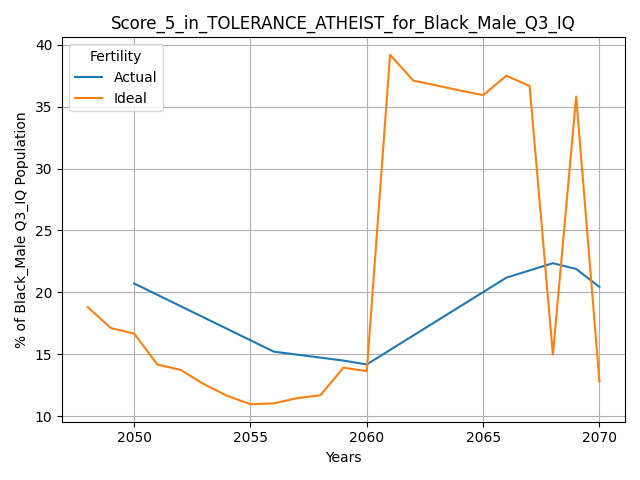 Score_5_in_TOLERANCE_ATHEIST_for_Black_Male_Q3_IQ
Fertility
Actual
Ideal
% of Black_Male Q3_IQ Population
40
35
30
25
20
15
10
2050
2055
2060
2065
2070
Years